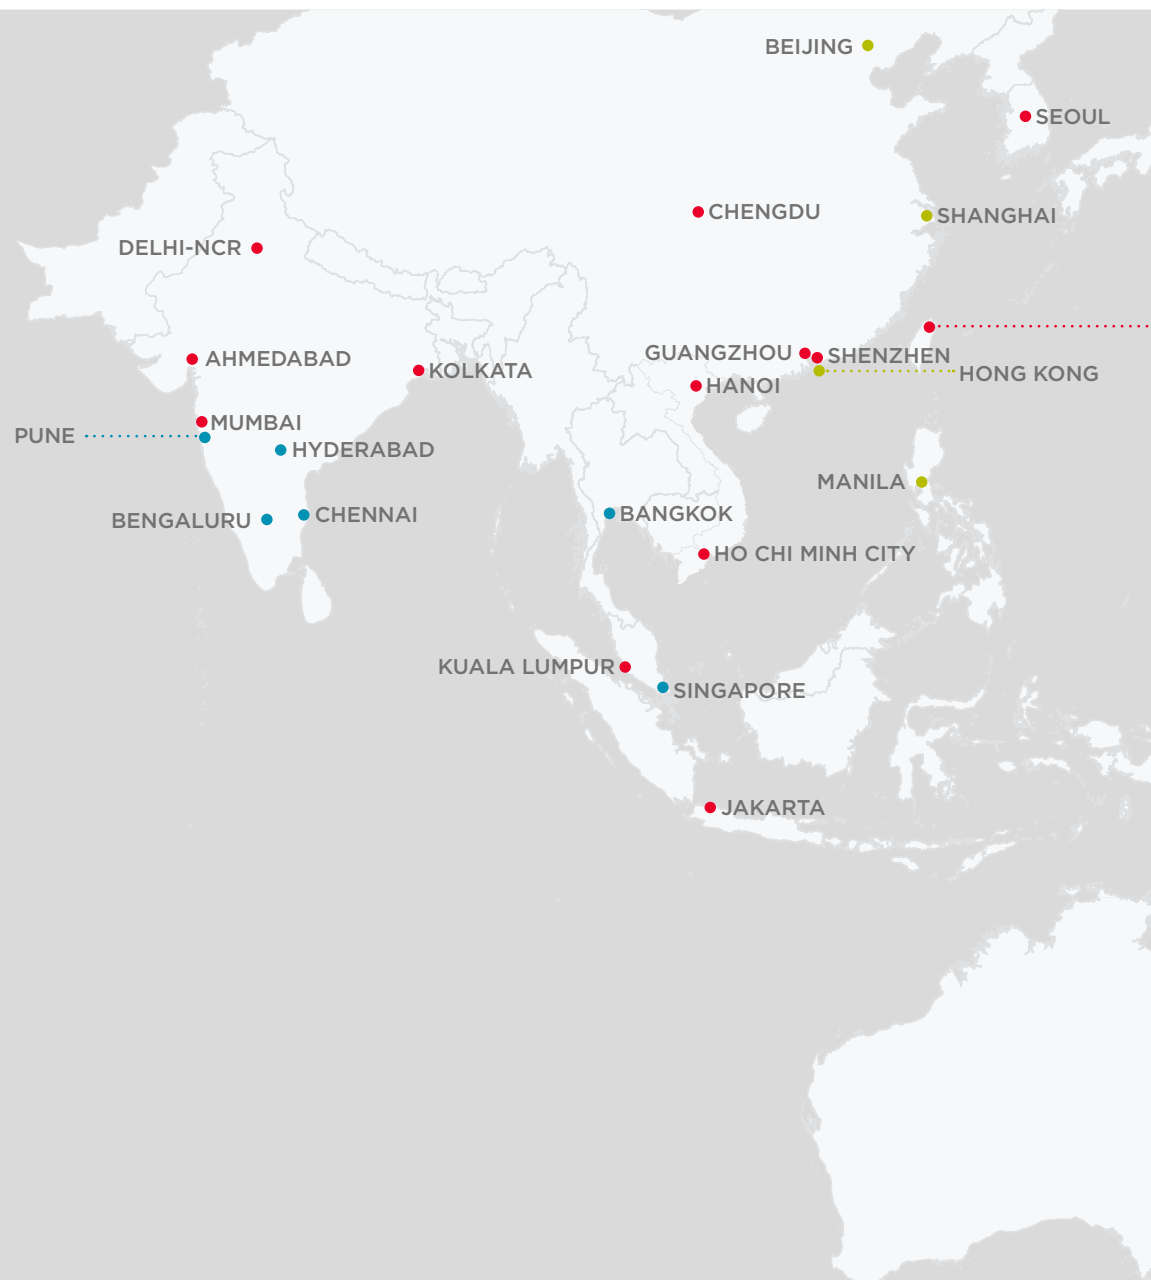 BEIJING
SEOUL
CHENGDU
SHANGHAI
DELHI-NCR
GUANGZHOU
SHENZHEN
AHMEDABAD
KOLKATA
HONG KONG
HANOI
MUMBAI
PUNE
HYDERABAD
MANILA
BENGALURU
CHENNAI
BANGKOK
HO CHI MINH CITY
KUALA LUMPUR
SINGAPORE
JAKARTA